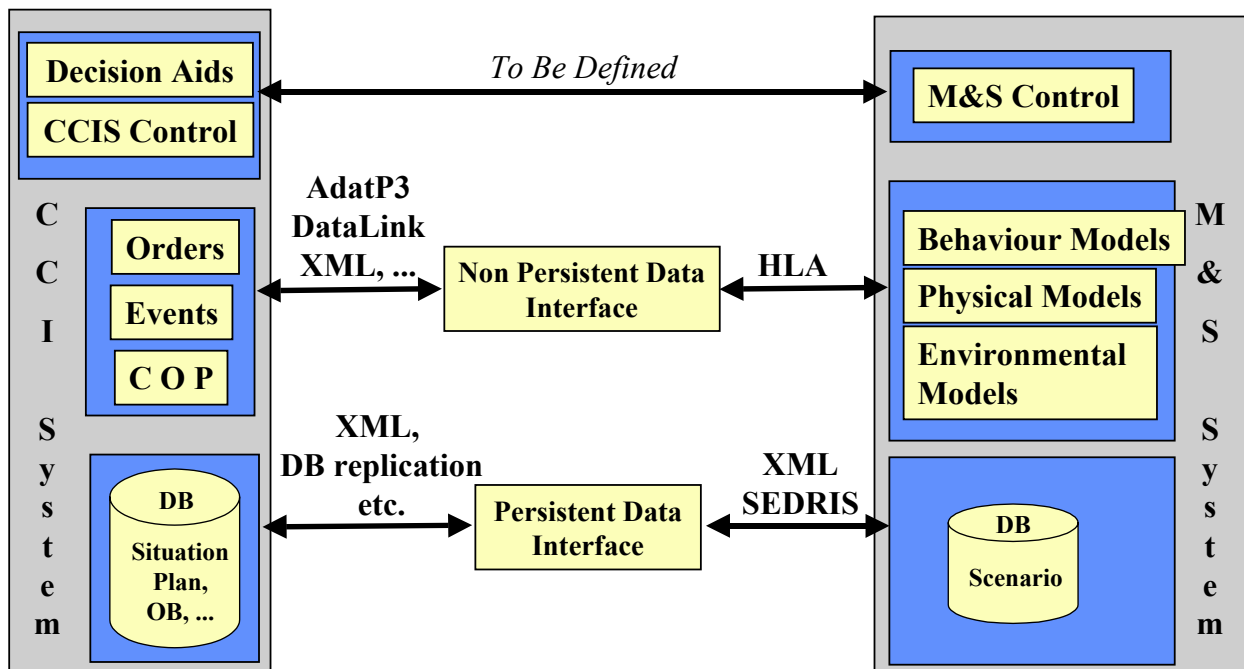 Decision Aids
CCIS Control
To Be Defined
M&S Control
C C I System
Orders
Events
C O P
AdatP3
DataLink
XML, ...
Non Persistent Data
Interface
HLA
Behaviour Models
Physical Models
Environmental
Models
M & S System
DB
Situation
Plan,
OB, ...
XML,
DB replication
etc.
Persistent Data
Interface
XML
SEDRIS
DB
Scenario